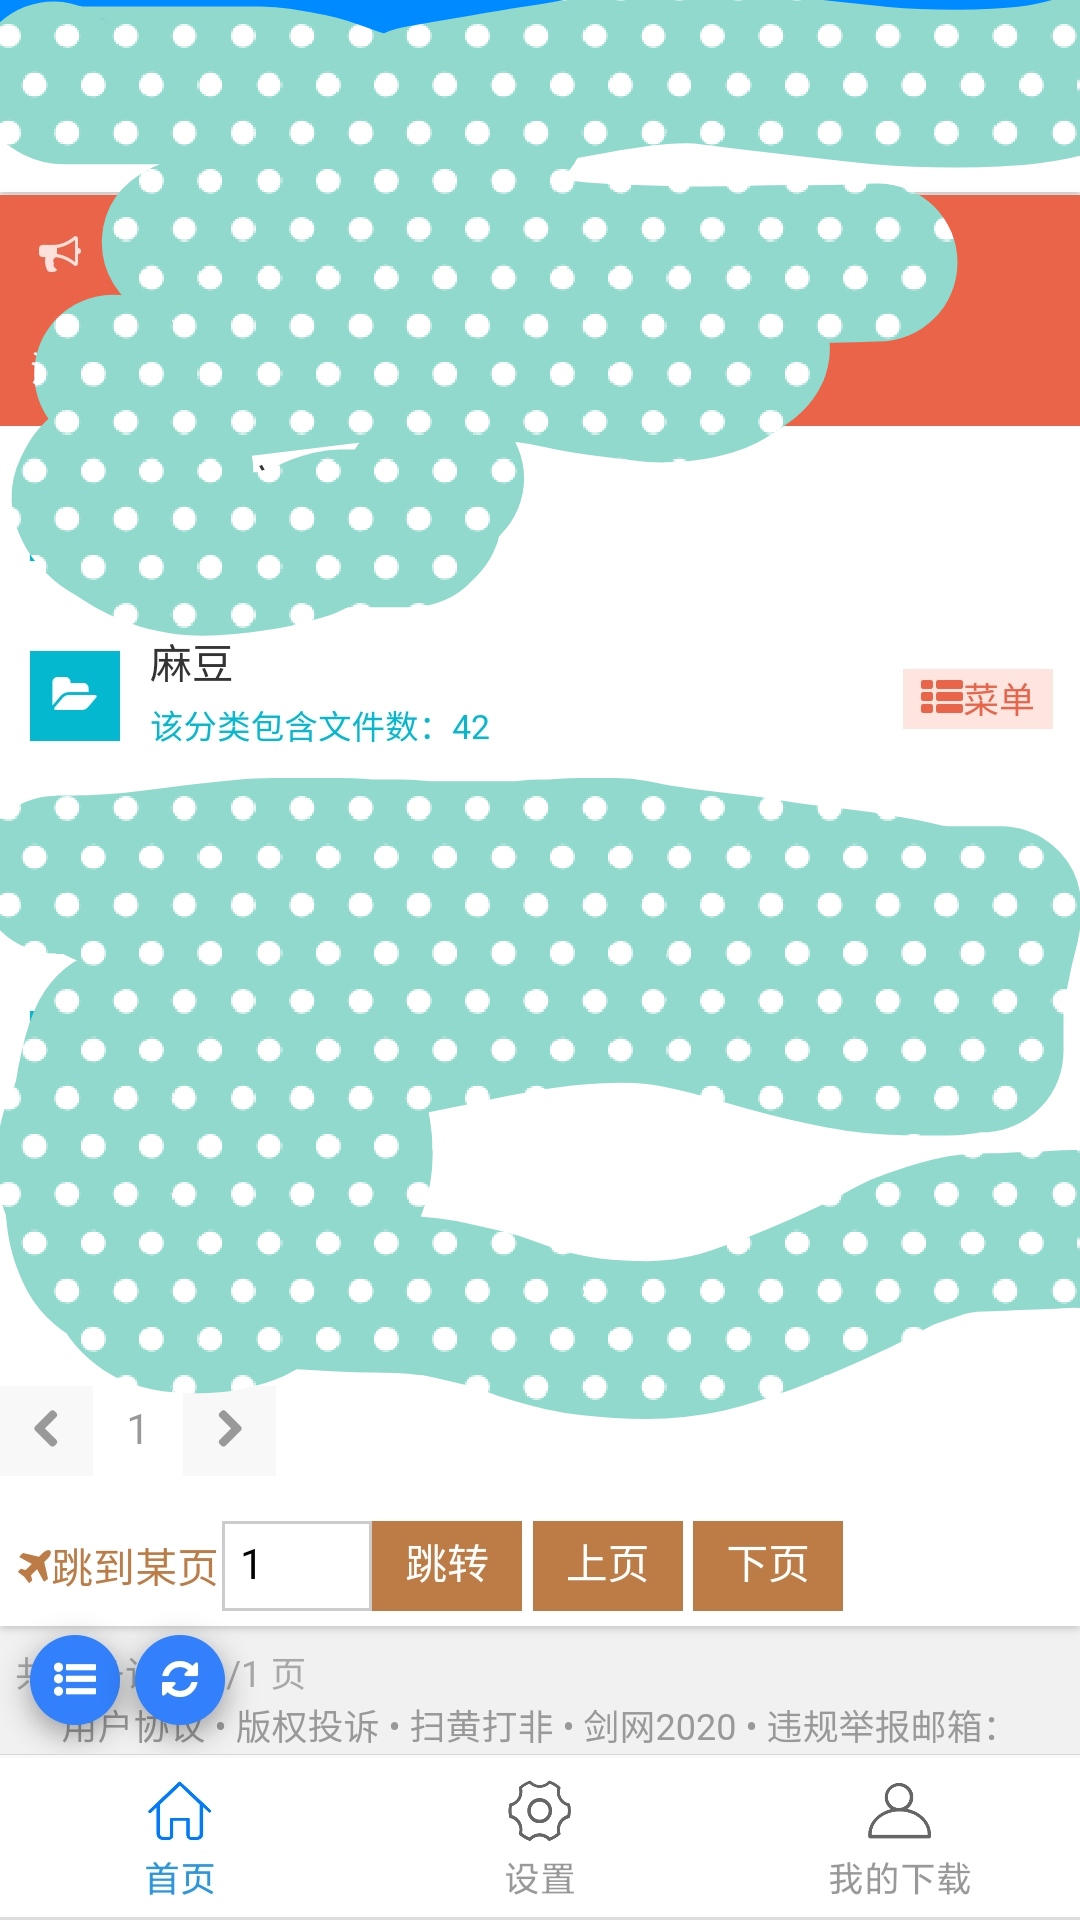 麻豆
该分类包含文件数：42
菜单
1
跳到某页 1 跳转 上页 下页
/1 页
用户协议 • 版权投诉 • 扫黄打非 • 剑网2020 • 违规举报邮箱：
首页 设置 我的下载